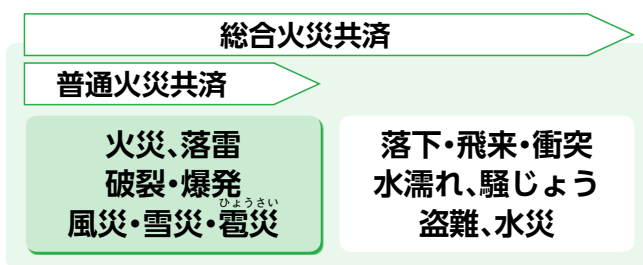 総合火災共済
普通火災共済
火災、落雷
破裂・爆発
風災・雪災・雹災
ひょうさい
落下・飛来・衝突
水濡れ、騒じょう
盗難、水災